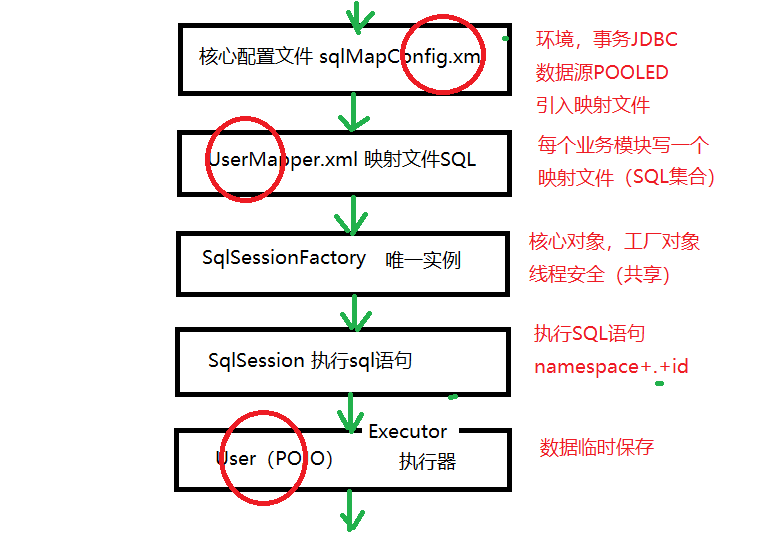 核心配置文件 sqlMapConfig.xm
环境，事务JDBC
数据源POOLED
引入映射文件
UserMapper.xml 映射文件SQL
每个业务模块写一个
映射文件（SQL集合）
SqlSessionFactory 唯一实例
核心对象，工厂对象
线程安全（共享）
SqlSession 执行sql语句
执行SQL语句
namespace+.+id
Executor
User（POJO） 执行器
数据临时保存